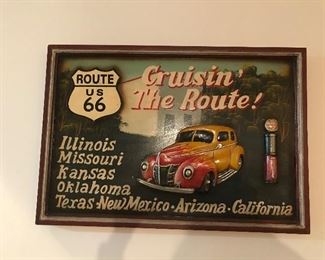 ROUTE
US
66
Cruisin'
The Route!
Illinois
Missouri
Kansas
Oklahoma
Texas·New Mexico·Arizona·California